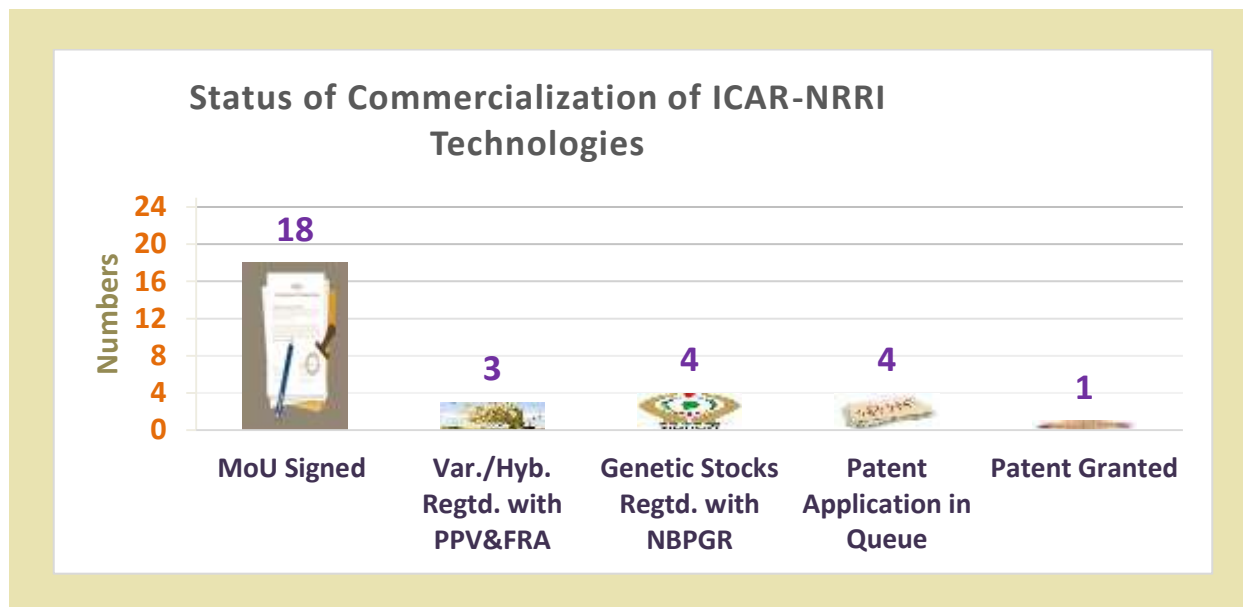 Status of Commercialization of ICAR-NRRI
Technologies
Numbers
24
20
16
12
8
4
0
18
3
4
4
1
MoU Signed
Var./Hyb.
Regtd. with
PPV&FRA
Genetic Stocks
Regtd. with
NBPGR
Patent
Application in
Queue
Patent Granted